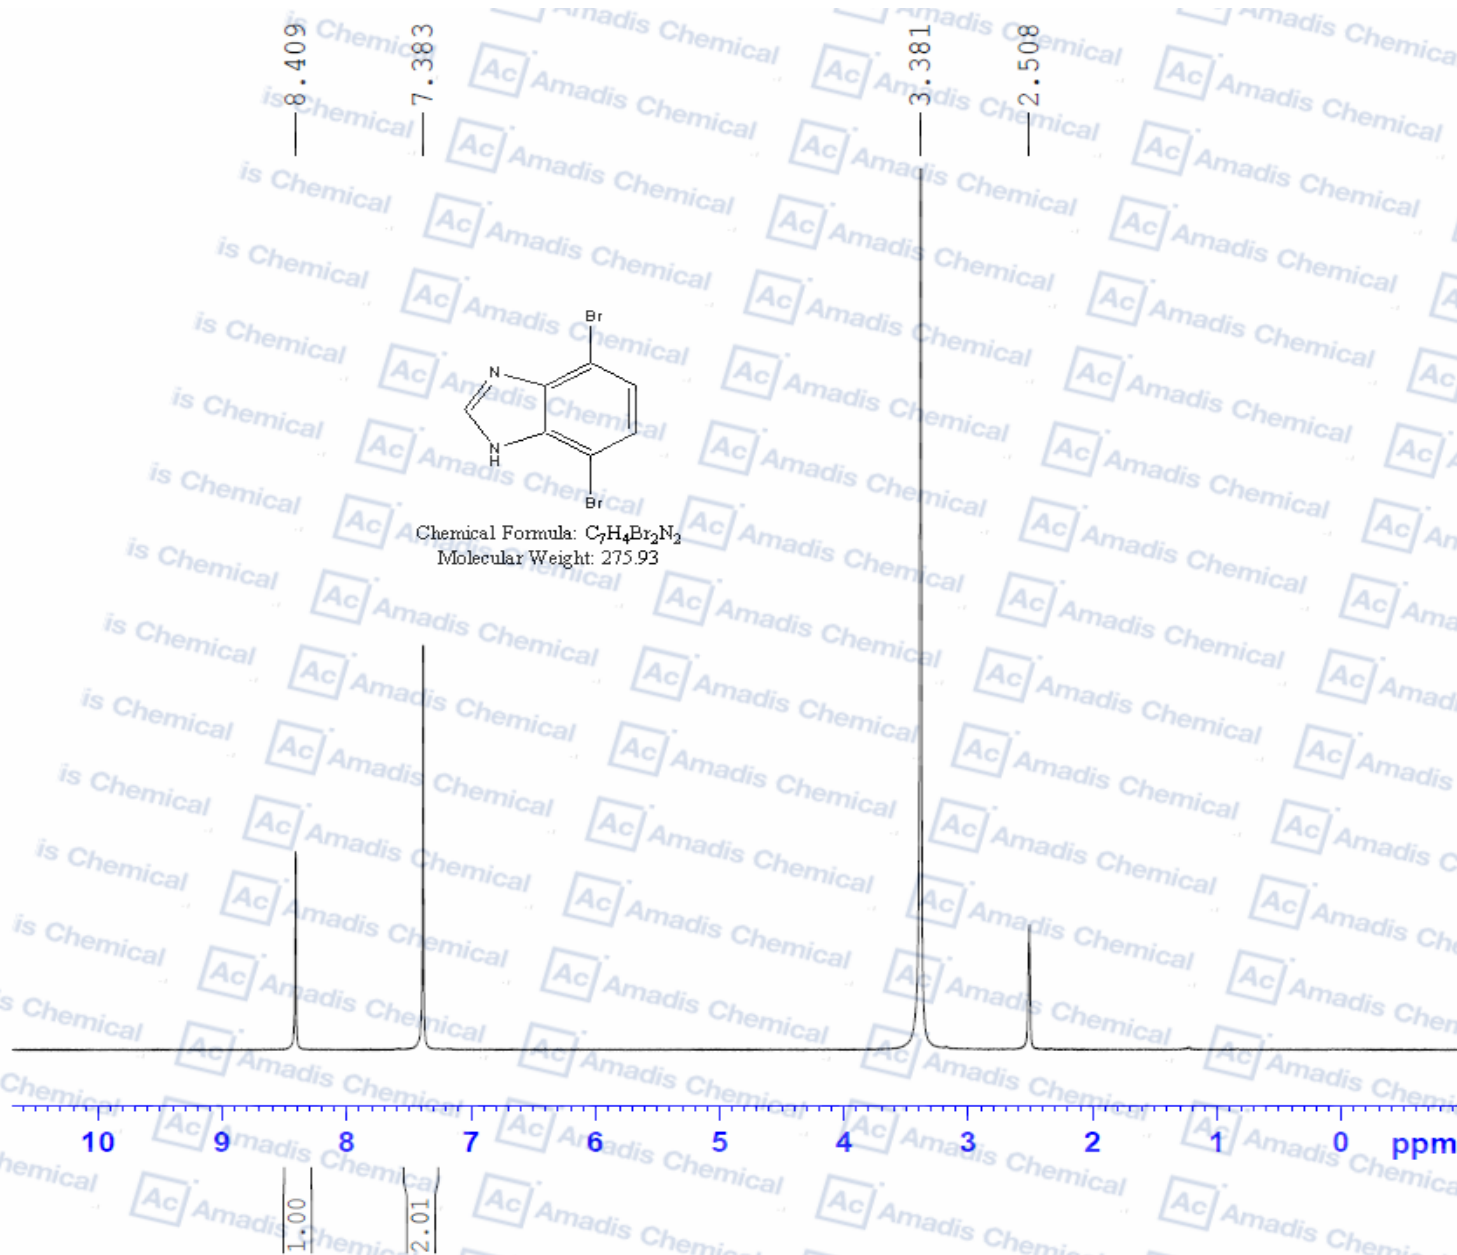 8.409
7.383
3.381
2.508
Br
N
N
H
Br
Chemical Formula: C₇H₄Br₂N₂
Molecular Weight: 275.93
10 9 8 7 6 5 4 3 2 1 0 ppm
1.00
2.01
Ac Amadis Chemical